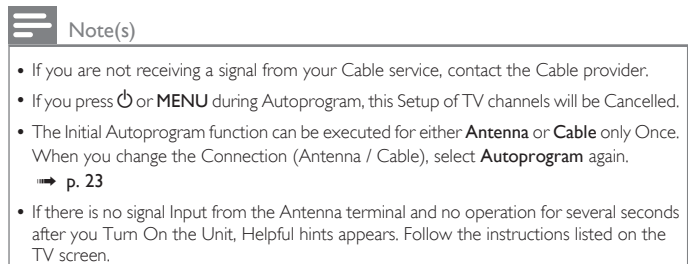 Note(s)
• If you are not receiving a signal from your Cable service, contact the Cable provider.
• If you press ⏻ or MENU during Autoprogram, this Setup of TV channels will be Cancelled.
• The Initial Autoprogram function can be executed for either Antenna or Cable only Once.
When you change the Connection (Antenna / Cable), select Autoprogram again.
➟ p. 23
• If there is no signal Input from the Antenna terminal and no operation for several seconds
after you Turn On the Unit, Helpful hints appears. Follow the instructions listed on the
TV screen.